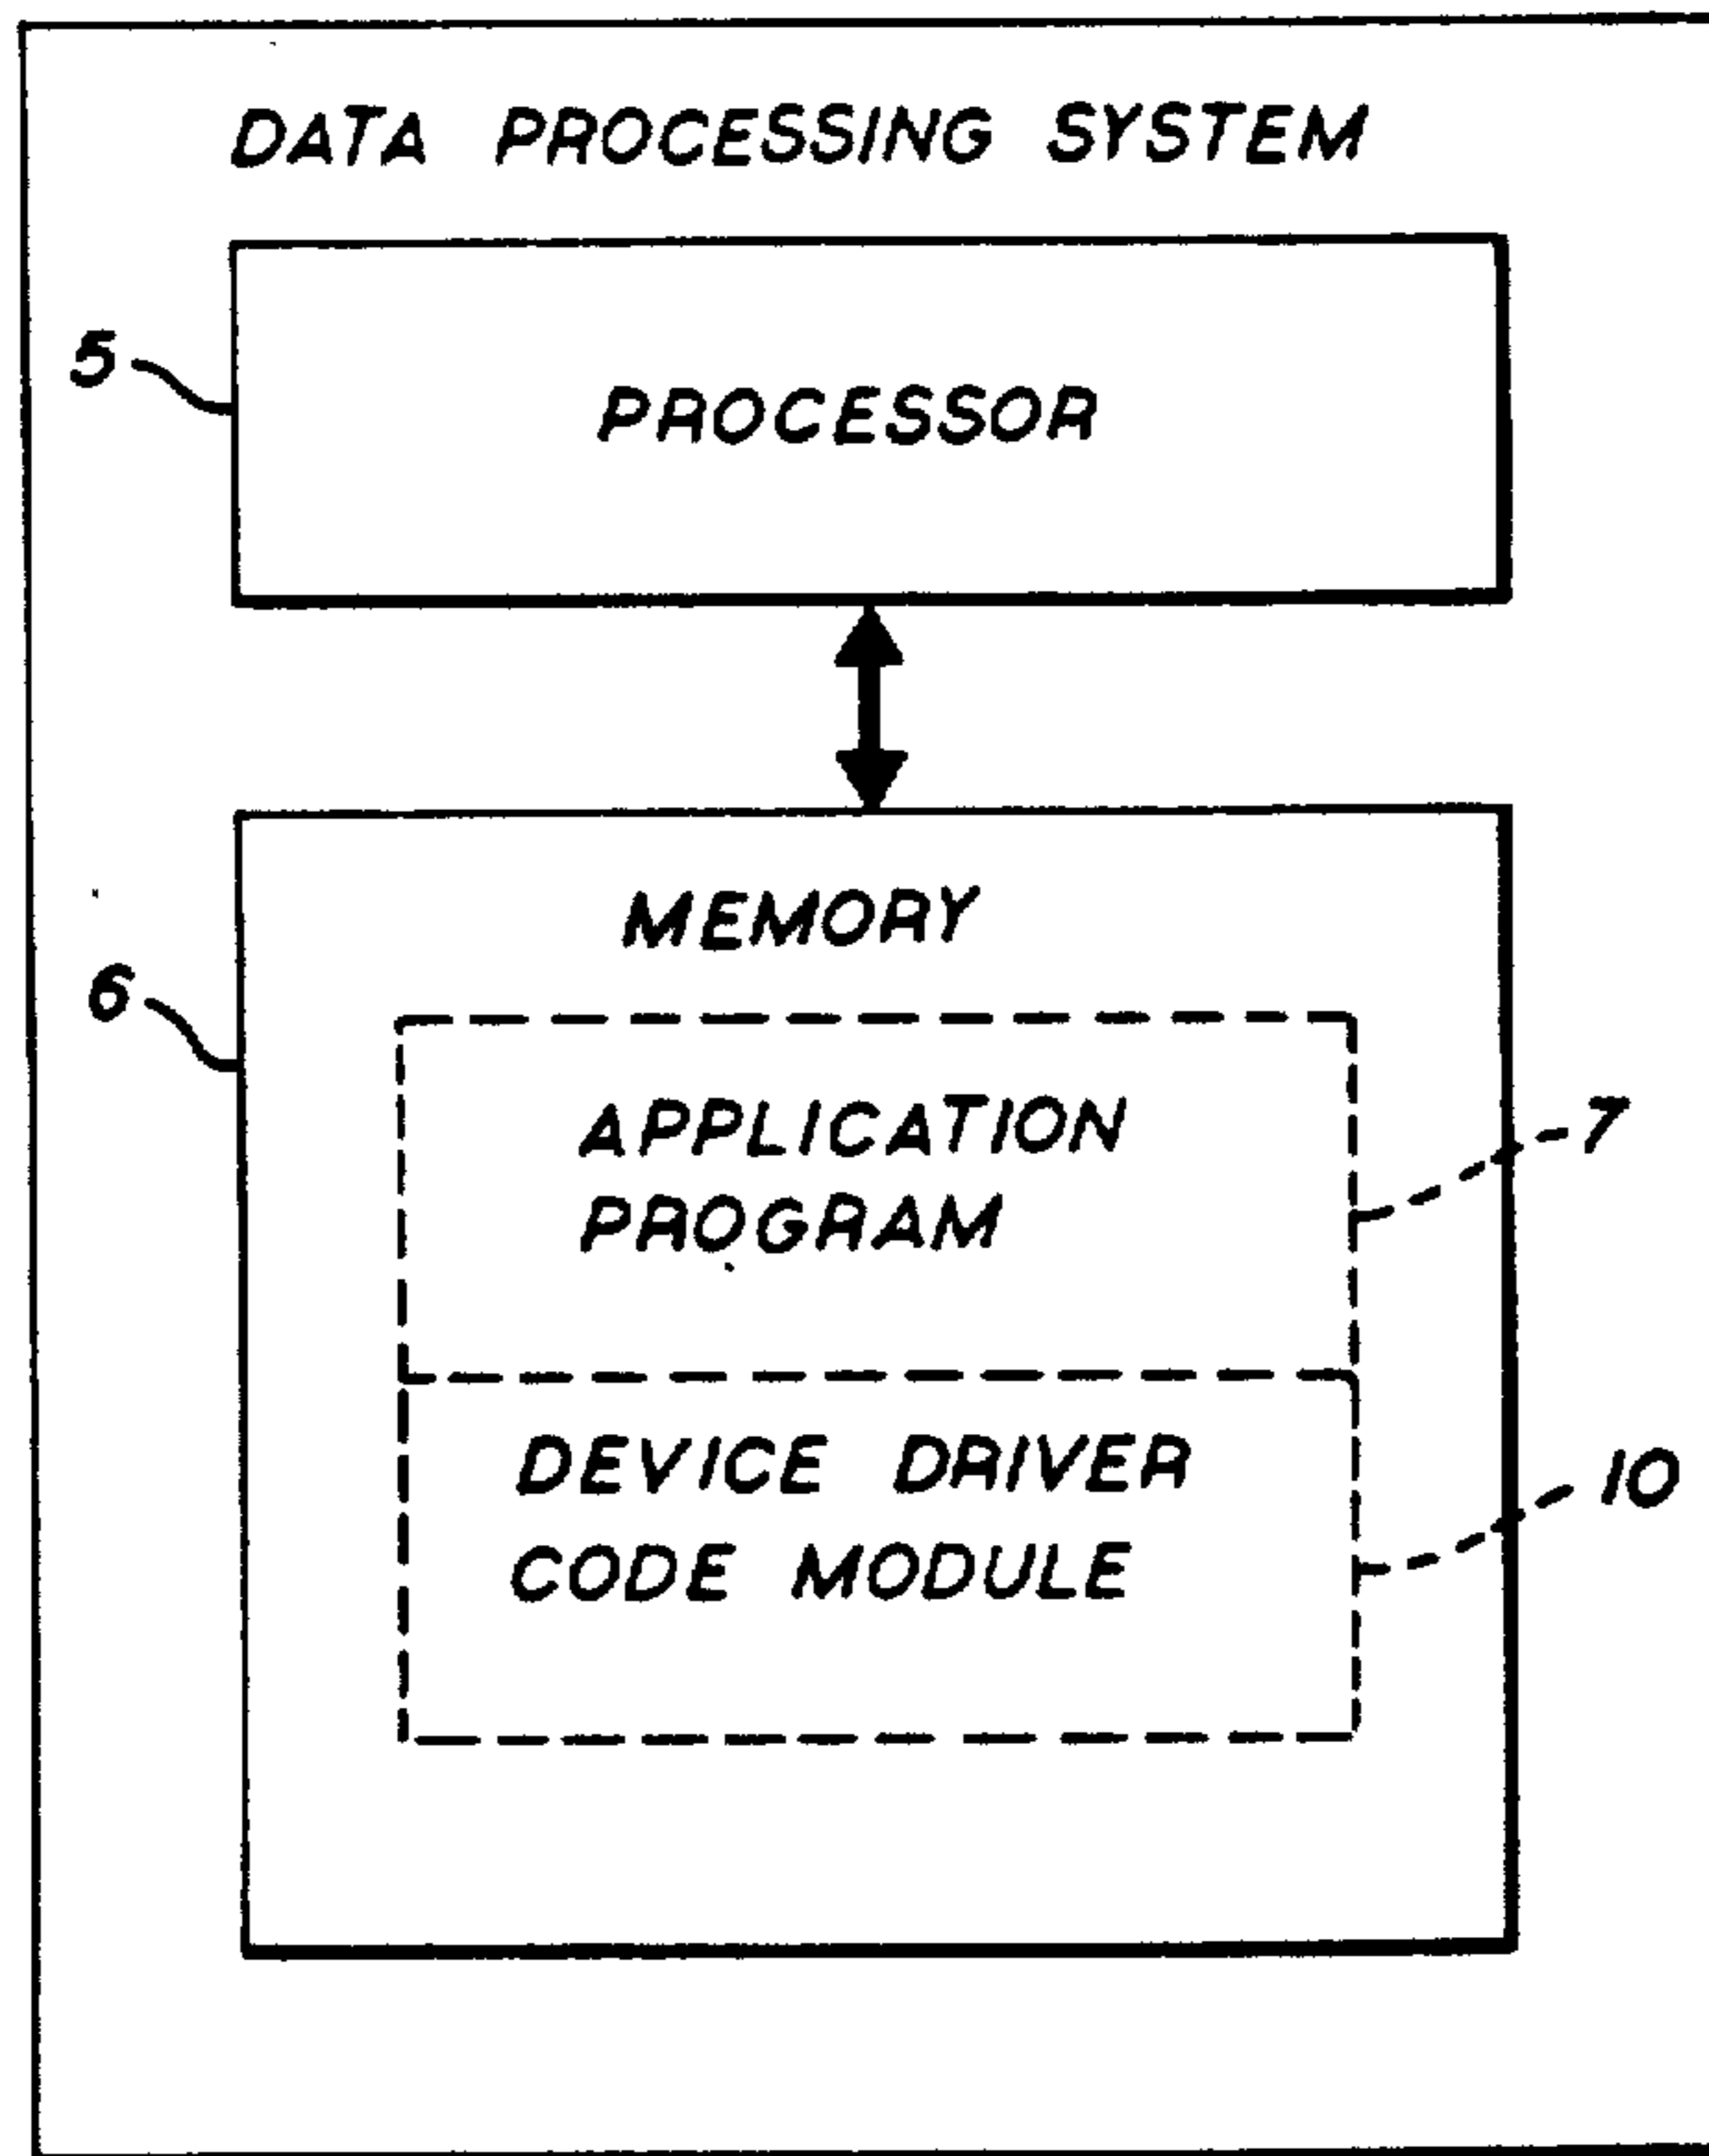 DATA PROCESSING SYSTEM
5
PROCESSOR
MEMORY
6
APPLICATION
PROGRAM
7
DEVICE DRIVER
CODE MODULE
10